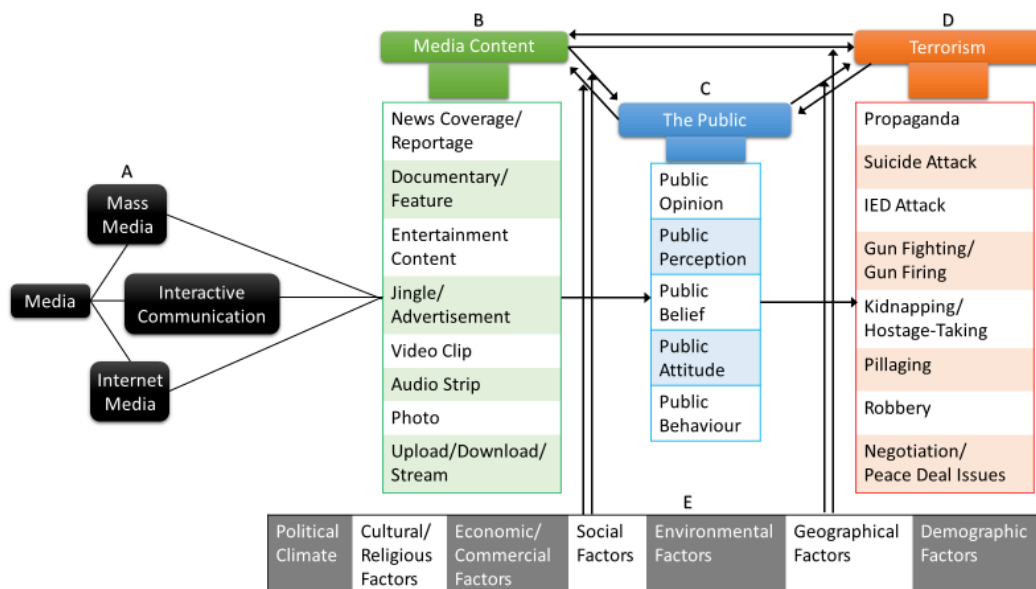 A
Mass
Media
Media
Interactive
Communication
Internet
Media
B
Media Content
News Coverage/
Reportage
Documentary/
Feature
Entertainment
Content
Jingle/
Advertisement
Video Clip
Audio Strip
Photo
Upload/Download/
Stream
C
The Public
Public
Opinion
Public
Perception
Public
Belief
Public
Attitude
Public
Behaviour
D
Terrorism
Propaganda
Suicide Attack
IED Attack
Gun Fighting/
Gun Firing
Kidnapping/
Hostage-Taking
Pillaging
Robbery
Negotiation/
Peace Deal Issues
E
Political
Climate
Cultural/
Religious
Factors
Economic/
Commercial
Factors
Social
Factors
Environmental
Factors
Geographical
Factors
Demographic
Factors